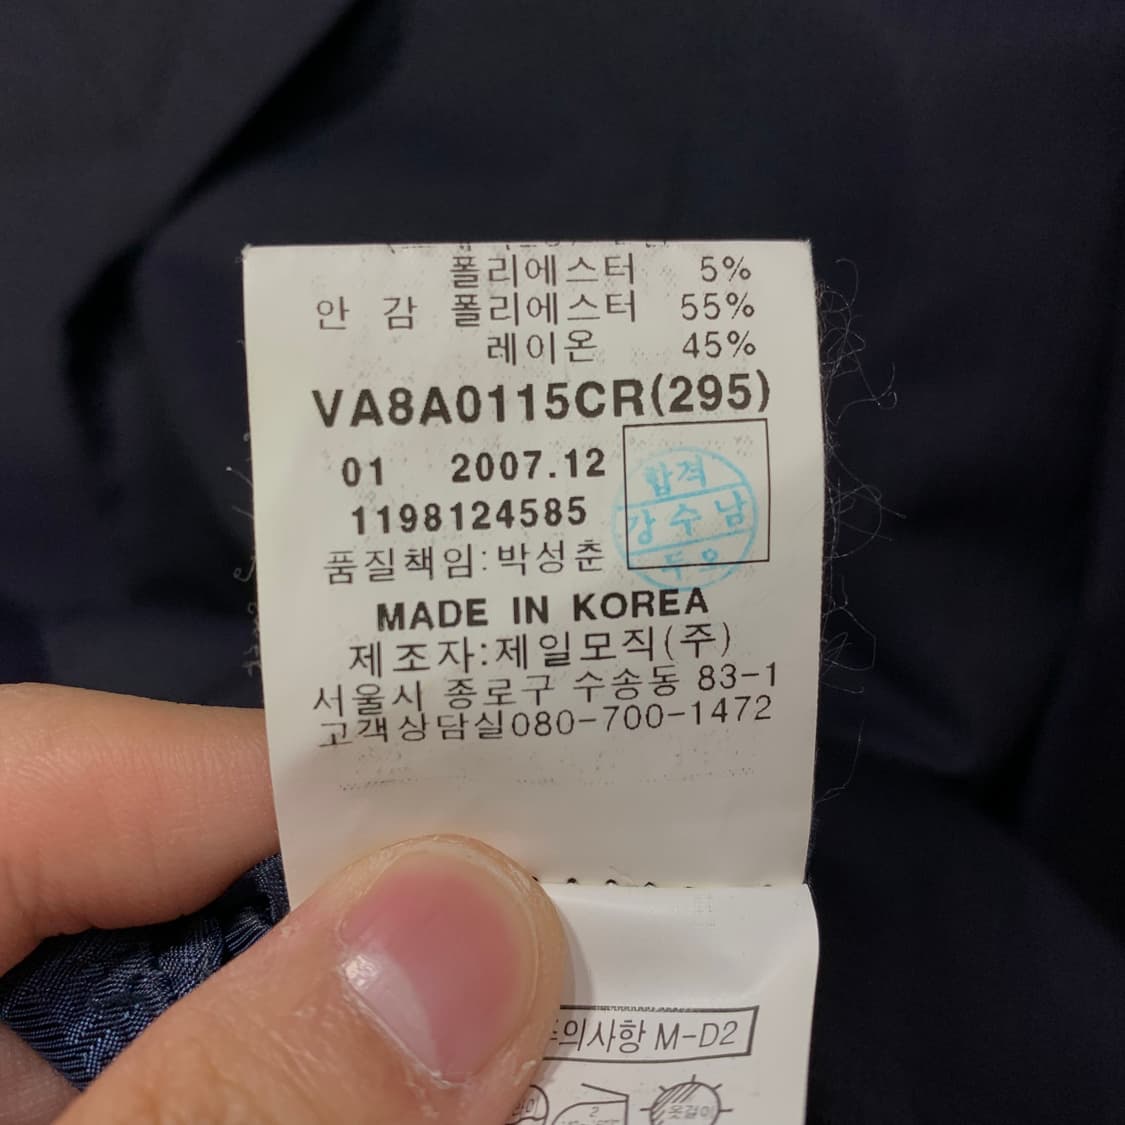 폴리에스터 5%
안 감 폴리에스터 55%
레이온 45%
VA8A0115CR(295)
01 2007.12
1198124585
합격
강수남
품질책임:박성춘
MADE IN KOREA
제조자:제일모직(주)
서울시 종로구 수송동 83-1
고객상담실080-700-1472
의사항 M-D2
옷걸이